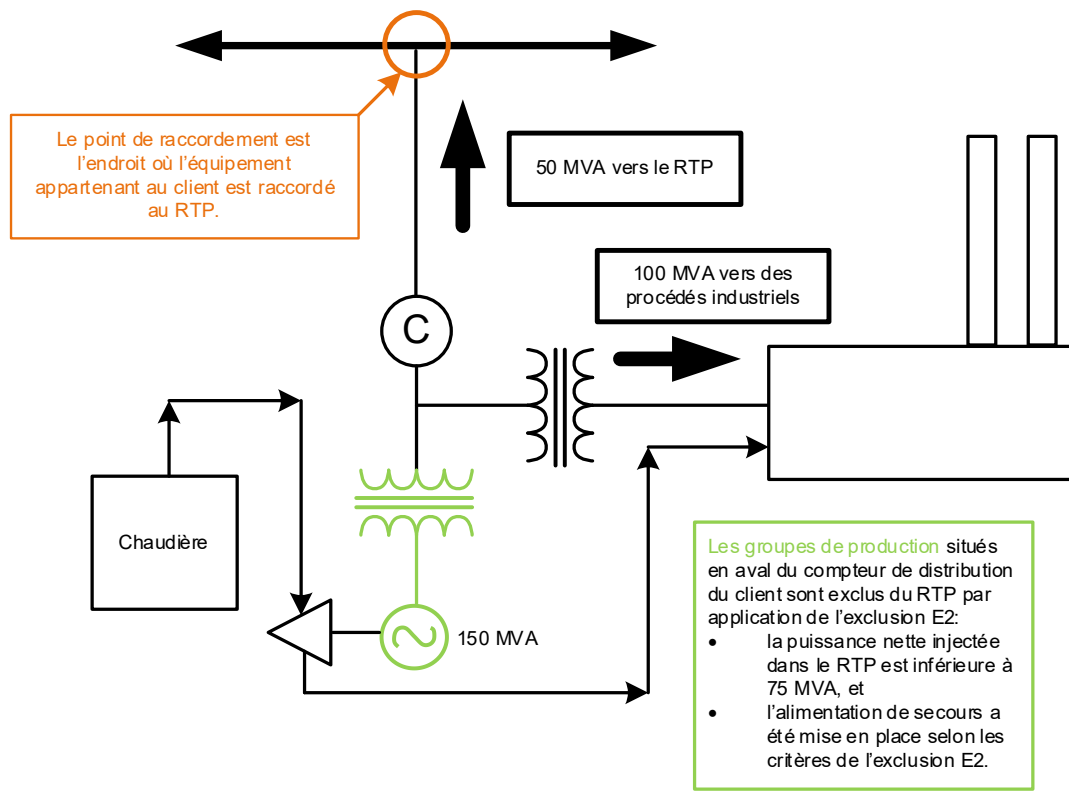 Le point de raccordement est
l'endroit où l'équipement
appartenant au client est raccordé
au RTP.
50 MVA vers le RTP
100 MVA vers des
procédés industriels
C
Chaudière
150 MVA
Les groupes de production situés
en aval du compteur de distribution
du client sont exclus du RTP par
application de l'exclusion E2:
• la puissance nette injectée
dans le RTP est inférieure à
75 MVA, et
• l'alimentation de secours a
été mise en place selon les
critères de l'exclusion E2.